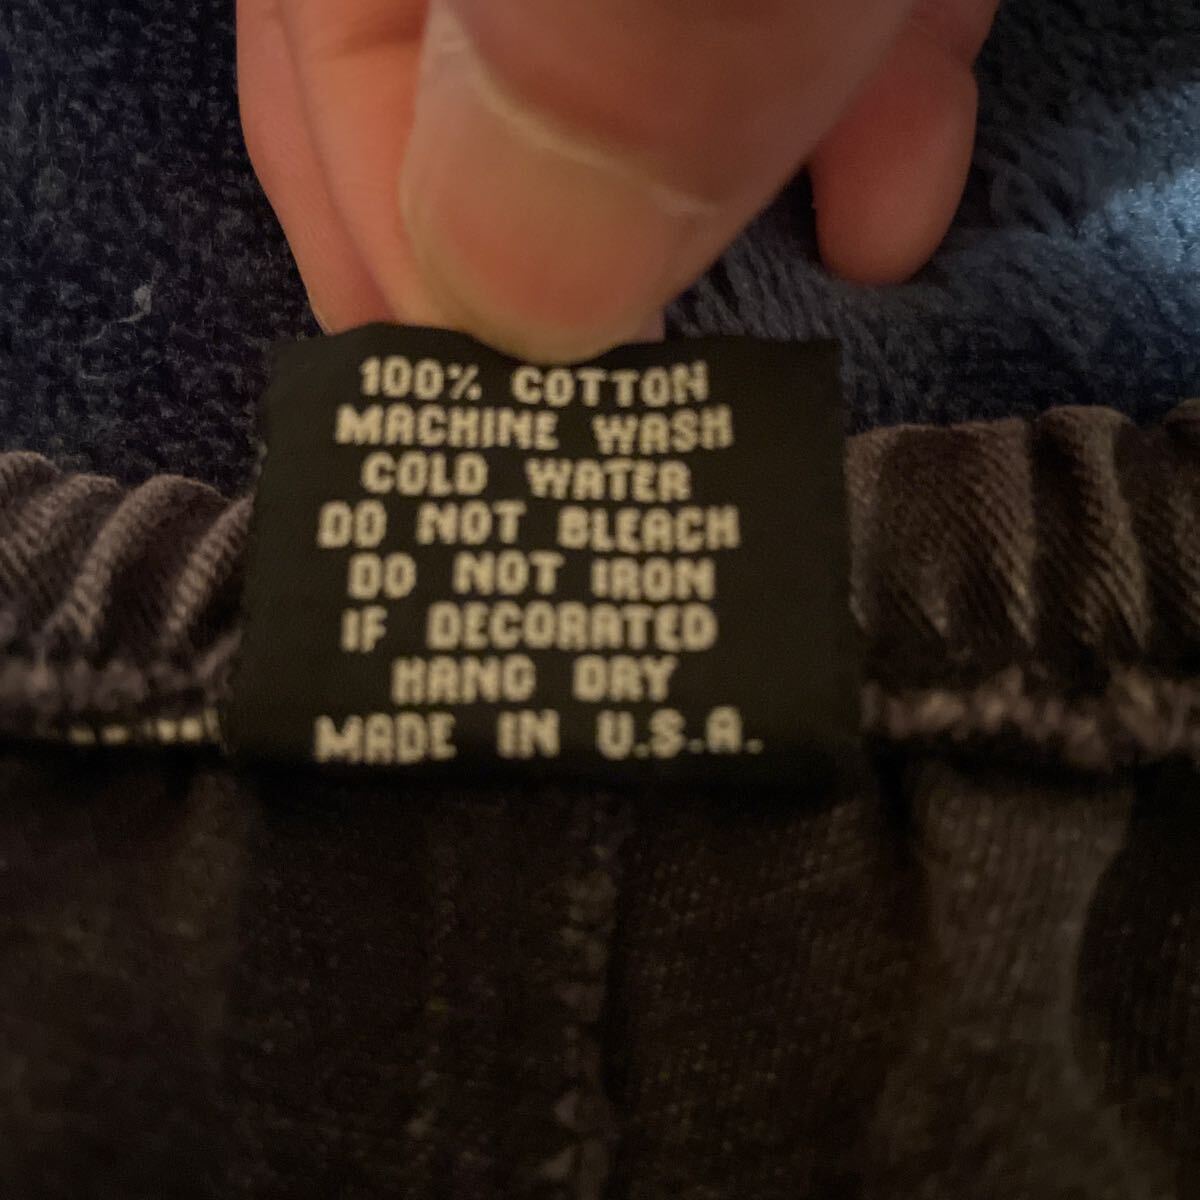 100% COTTON
MACHINE WASH
COLD WATER
DO NOT BLEACH
DO NOT IRON
IF DECORATED
HANG DRY
MADE IN U.S.A.